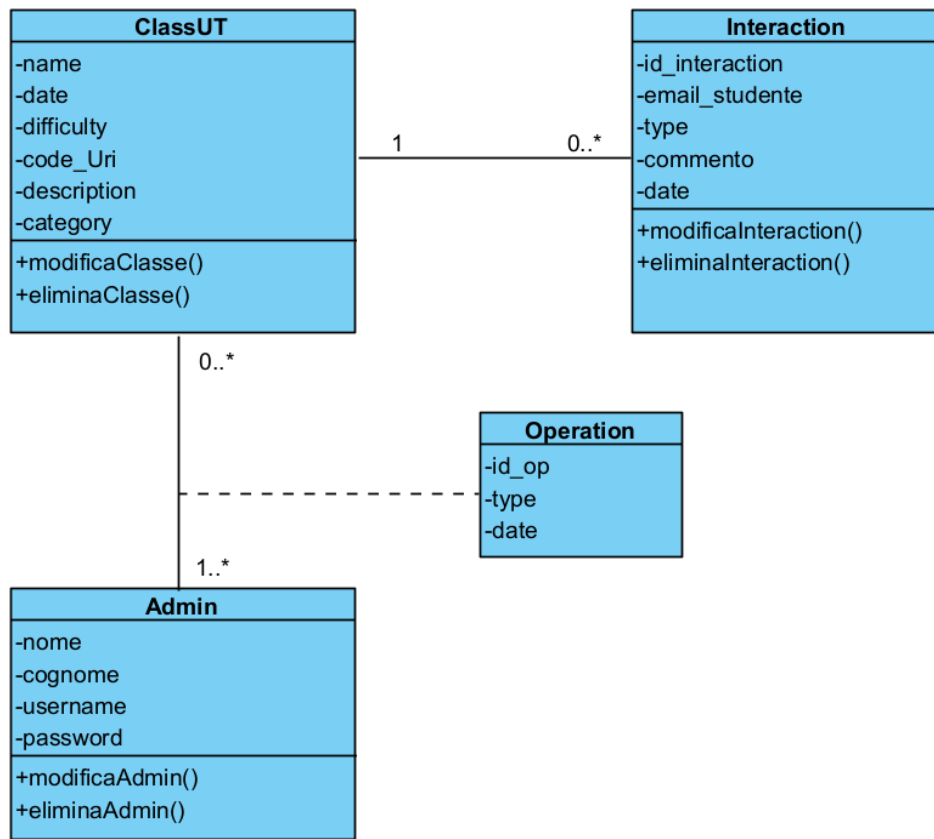 ClassUT
-name
-date
-difficulty
-code_Uri
-description
-category
+modificaClasse()
+eliminaClasse()
1
0..*
Interaction
-id_interaction
-email_studente
-type
-commento
-date
+modificaInteraction()
+eliminaInteraction()
0..*
Operation
-id_op
-type
-date
1..*
Admin
-nome
-cognome
-username
-password
+modificaAdmin()
+eliminaAdmin()